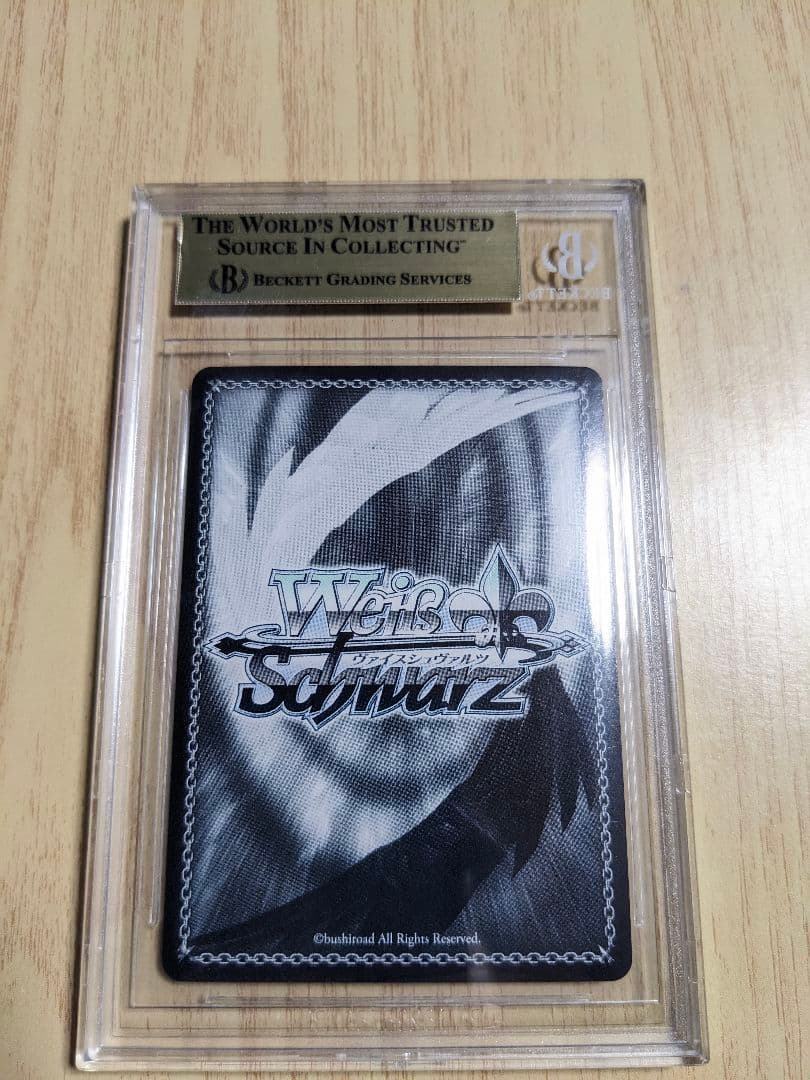 THE WORLD'S MOST TRUSTED
SOURCE IN COLLECTING™
B BECKETT GRADING SERVICES
B
BECKETT
Weiß
ヴァイスシュヴァルツ
Schwarz
©bushiroad All Rights Reserved.